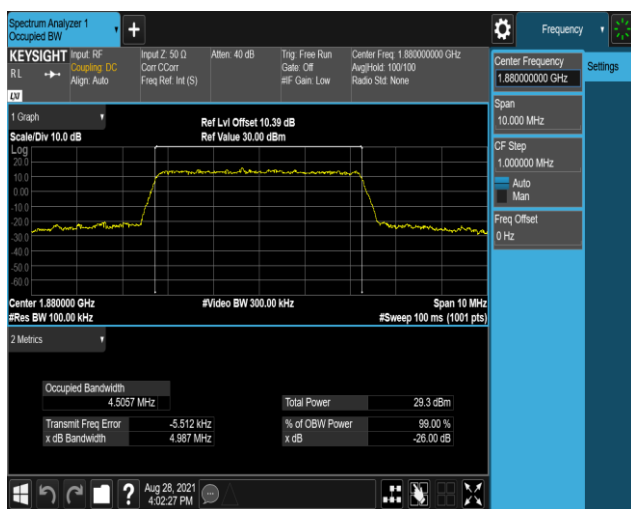 Spectrum Analyzer 1
Occupied BW
Frequency
KEYSIGHT
RL
LXI
Input: RF
Coupling: DC
Align: Auto
Input Z: 50 Ω
Corr CCorr
Freq Ref: Int (S)
Atten: 40 dB
Trig: Free Run
Gate: Off
#IF Gain: Low
Center Freq: 1.880000000 GHz
Avg|Hold: 100/100
Radio Std: None
Center Frequency
1.880000000 GHz
Settings
Span
10.000 MHz
CF Step
1.000000 MHz
Auto
Man
Freq Offset
0 Hz
1 Graph
Scale/Div 10.0 dB
Ref Lvl Offset 10.39 dB
Ref Value 30.00 dBm
Log
20.0
10.0
0.00
-10.0
-20.0
-30.0
-40.0
-50.0
-60.0
Center 1.880000 GHz
#Res BW 100.00 kHz
#Video BW 300.00 kHz
Span 10 MHz
#Sweep 100 ms (1001 pts)
2 Metrics
Occupied Bandwidth
4.5057 MHz
Total Power 29.3 dBm
Transmit Freq Error -5.512 kHz
% of OBW Power 99.00 %
x dB Bandwidth 4.987 MHz
x dB -26.00 dB
?
Aug 28, 2021
4:02:27 PM